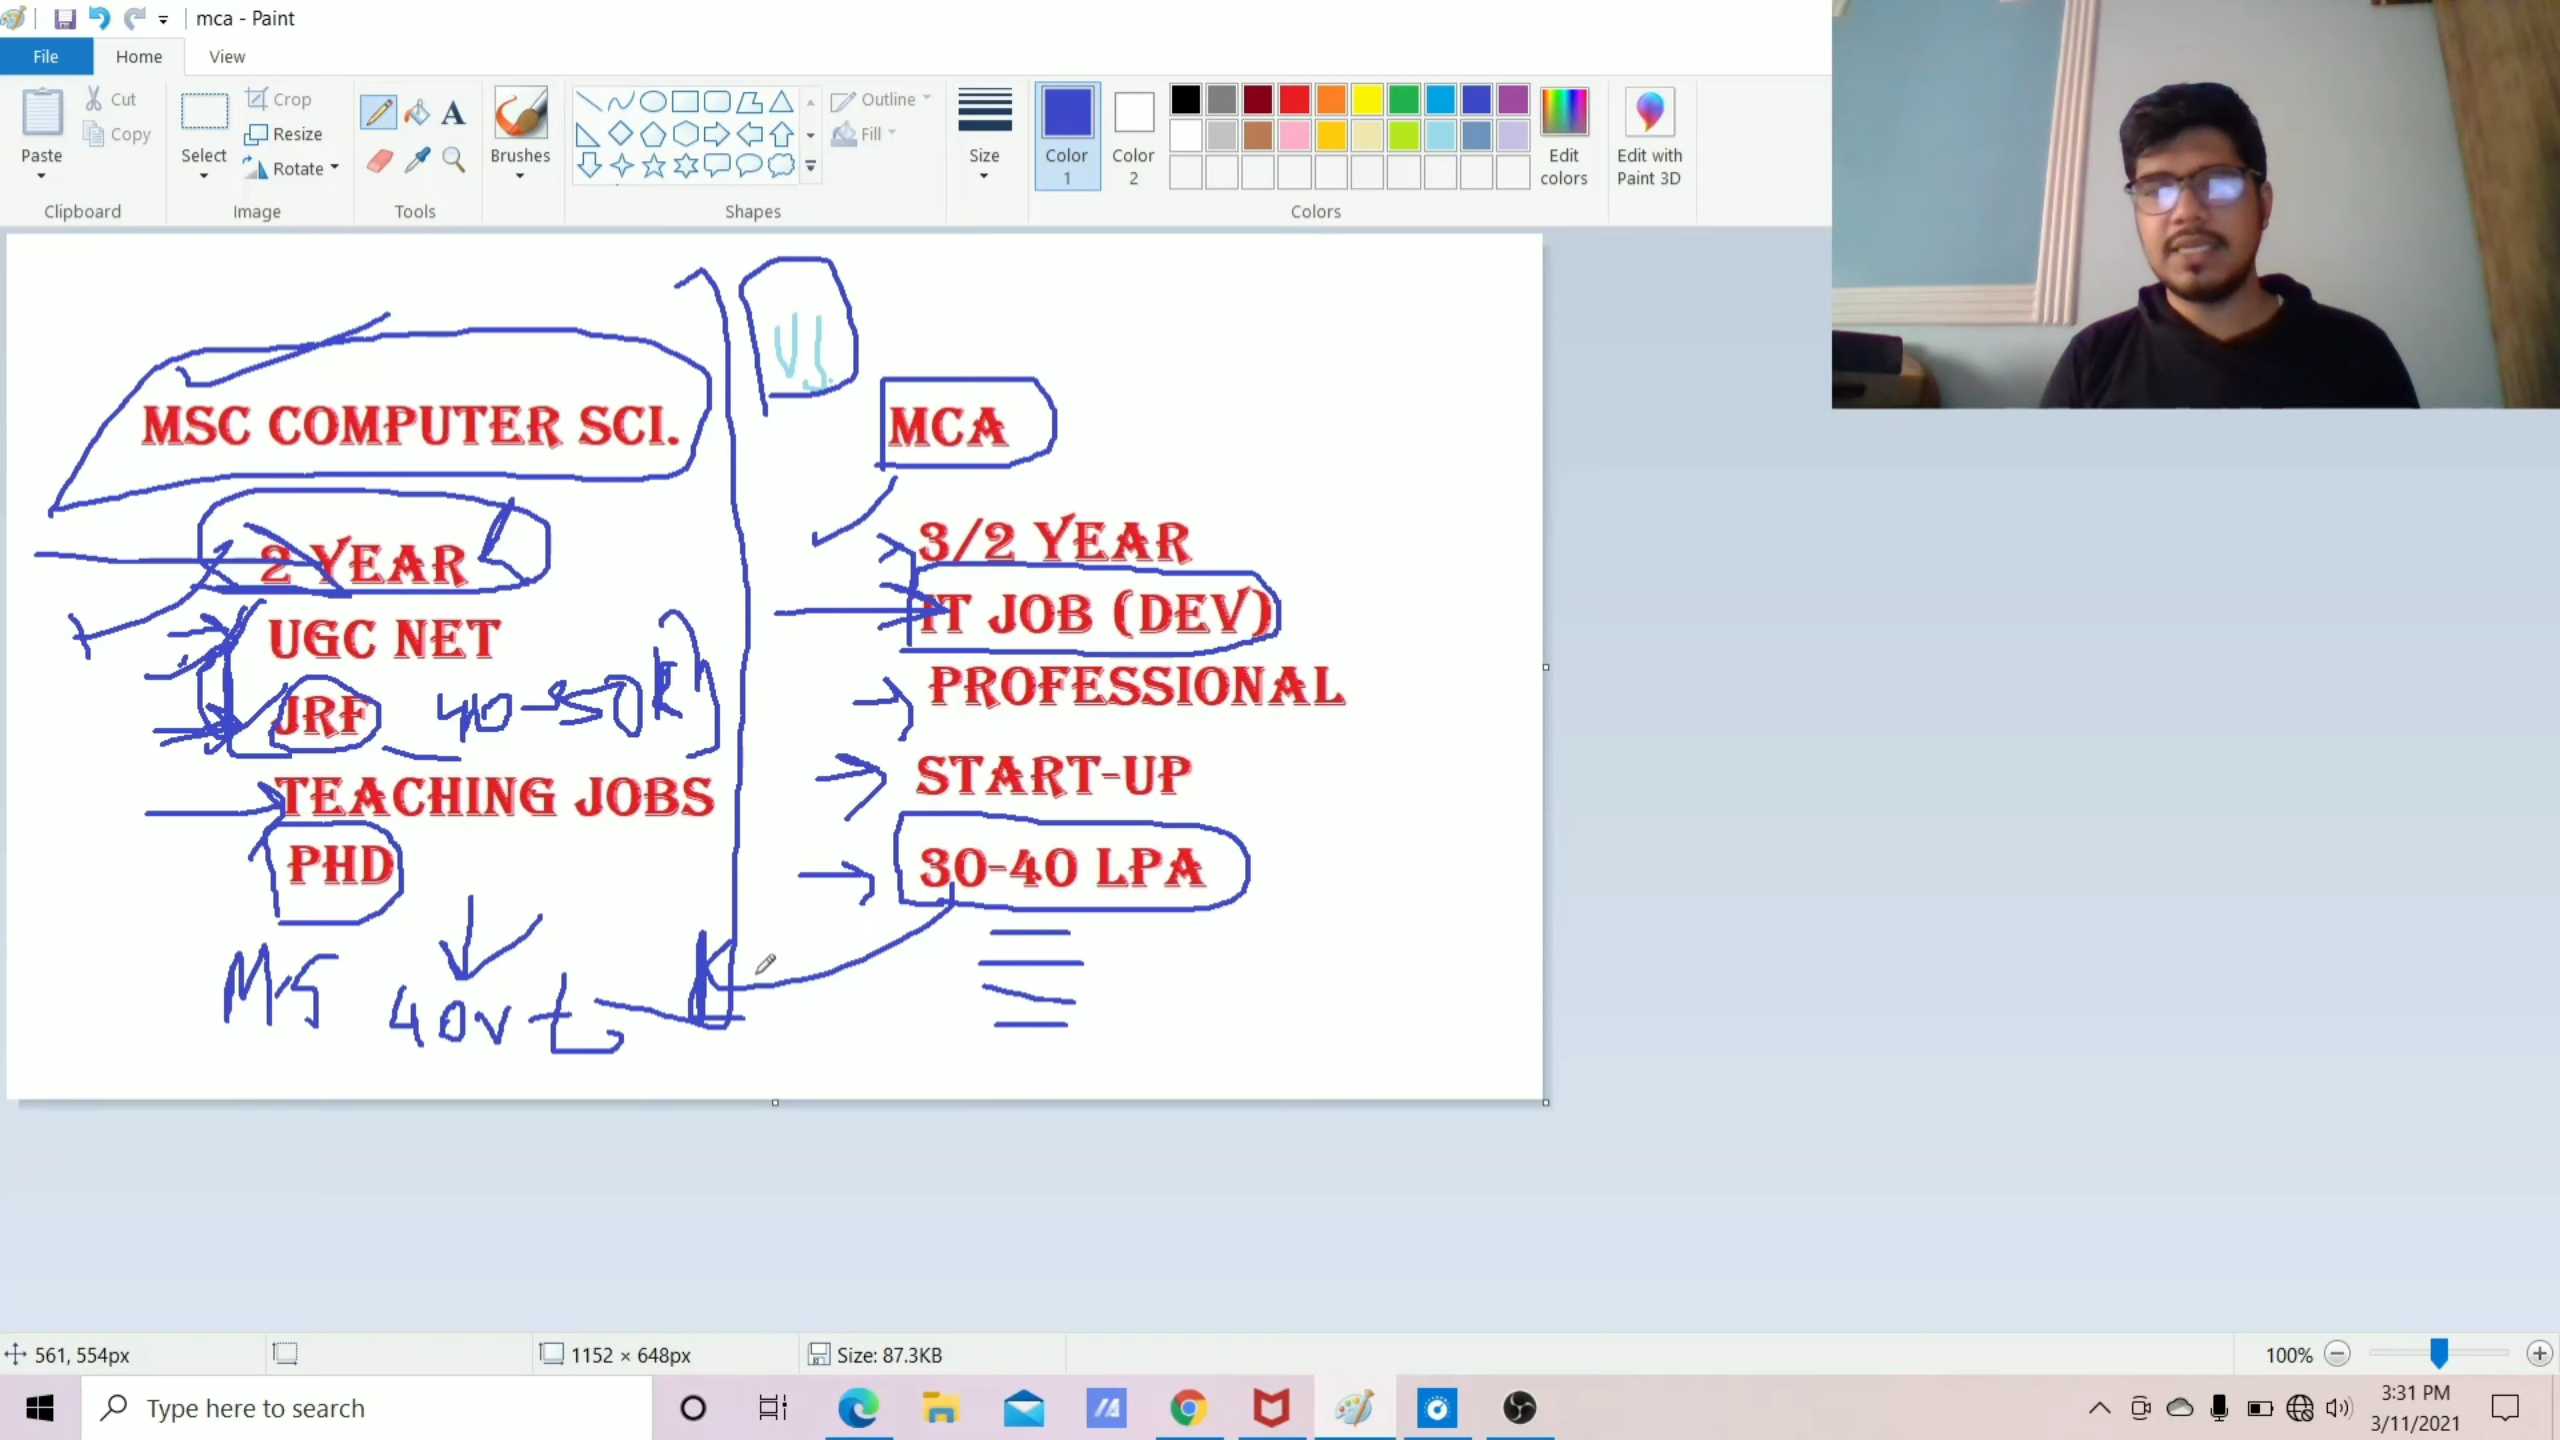 mca - Paint
File Home View
Paste Cut Copy Select Crop Resize Rotate Brushes Outline Fill Size Color 1 Color 2 Edit colors Edit with Paint 3D
Clipboard Image Tools Shapes Colors
VS
MSC COMPUTER SCI.
2 YEAR
UGC NET
JRF 40-50K
TEACHING JOBS
PHD
M.S
MCA
3/2 YEAR
IT JOB (DEV)
PROFESSIONAL
START-UP
30-40 LPA
561, 554px 1152 × 648px Size: 87.3KB 100%
Type here to search
3:31 PM
3/11/2021